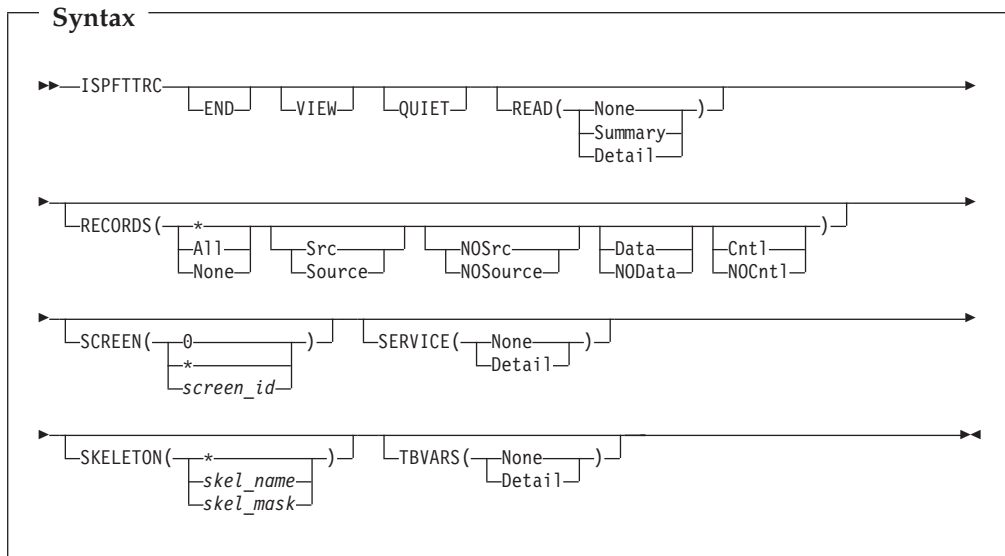 Syntax
ISPFTTRC END VIEW QUIET READ( None )
Summary
Detail
RECORDS( * Src NOSrc Data Cntl )
All Source NOSource NOData NOCntl
None
SCREEN( 0 ) SERVICE( None )
* Detail
screen_id
SKELETON( * ) TBVARS( None )
skel_name Detail
skel_mask